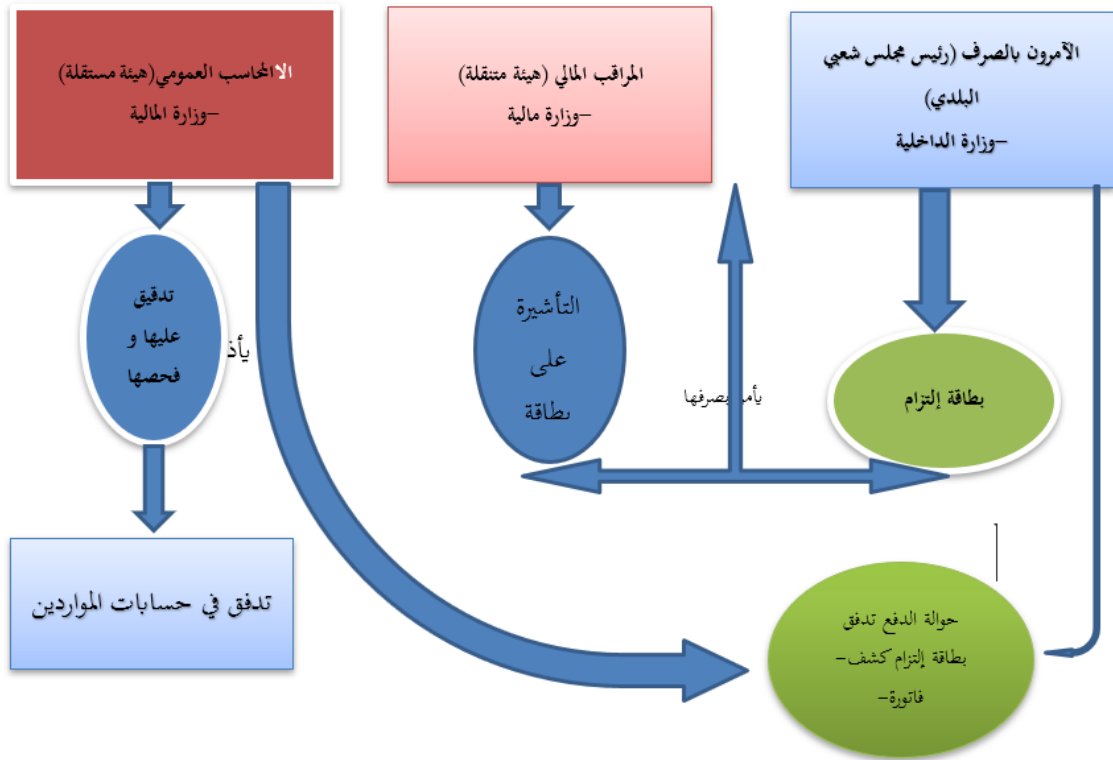 الآمرون بالصرف (رئيس مجلس شعبي
البلدي)
–وزارة الداخلية
المراقب المالي (هيئة متنقلة)
–وزارة مالية
الاالمحاسب العمومي(هيئة مستقلة)
–وزارة المالية
بطاقة إلتزام
يأمر بصرفها
التأشيرة
على
بطاقة
تدقيق
عليها و
فحصها
حوالة الدفع تدفق
بطاقة إلتزام كشف–
فاتورة–
تدفق في حسابات المواردين